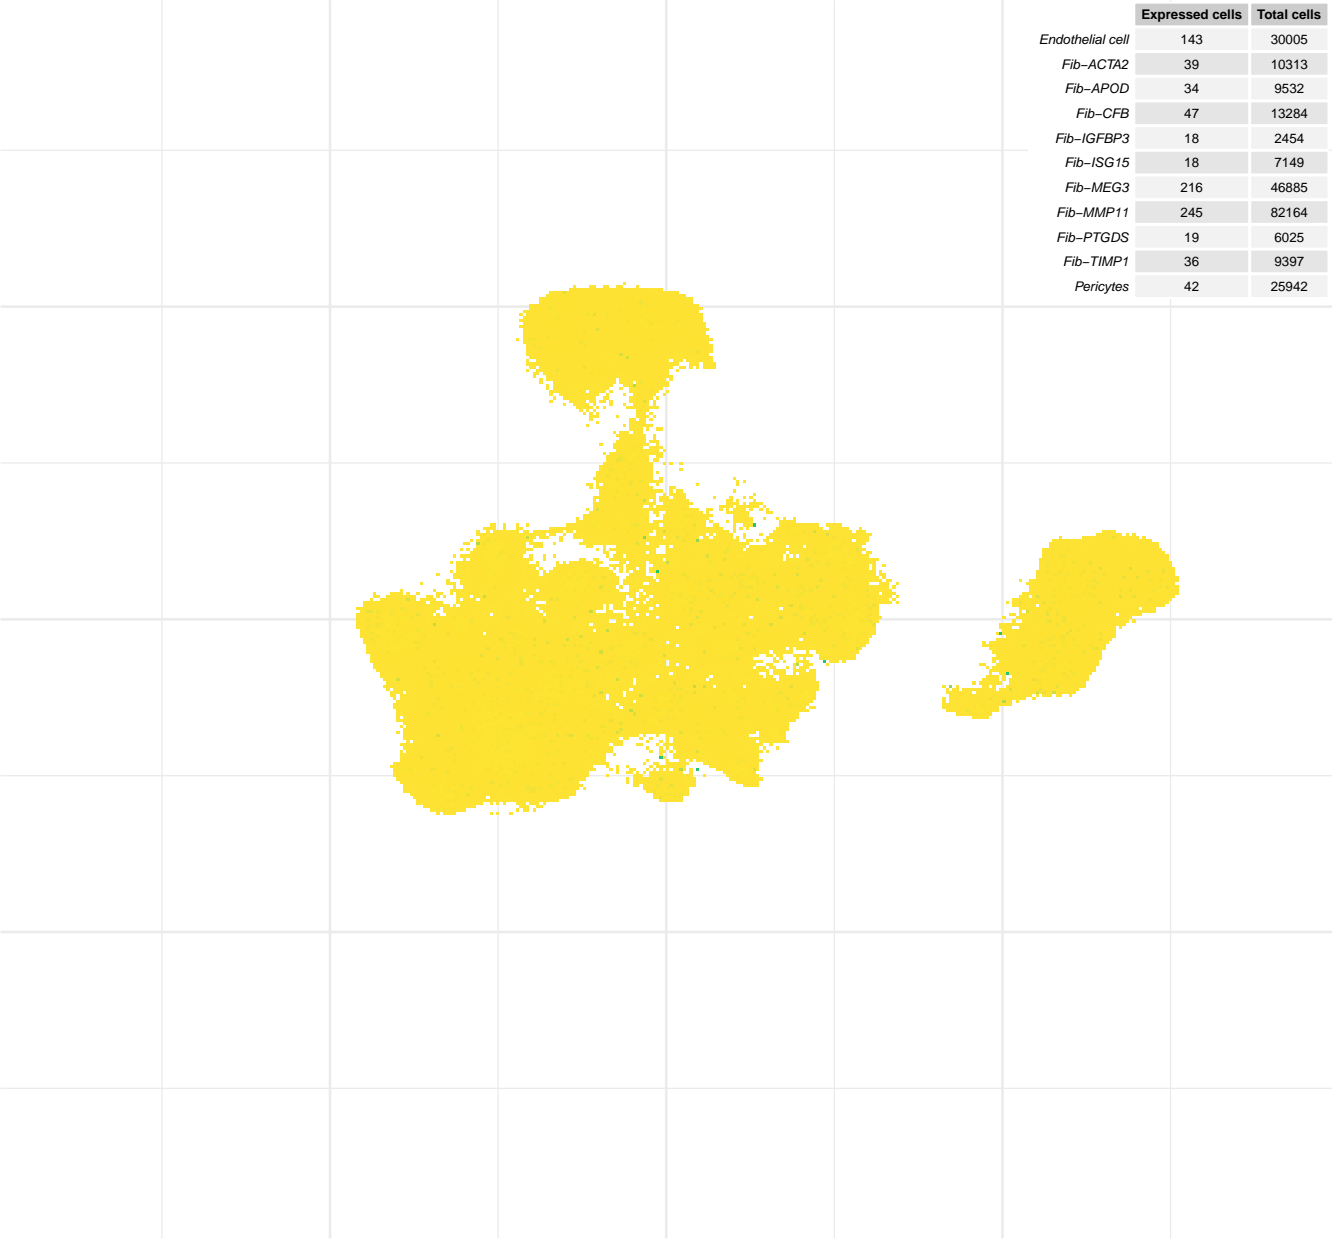 Expressed cells Total cells
Endothelial cell 143 30005
Fib−ACTA2 39 10313
Fib−APOD 34 9532
Fib−CFB 47 13284
Fib−IGFBP3 18 2454
Fib−ISG15 18 7149
Fib−MEG3 216 46885
Fib−MMP11 245 82164
Fib−PTGDS 19 6025
Fib−TIMP1 36 9397
Pericytes 42 25942